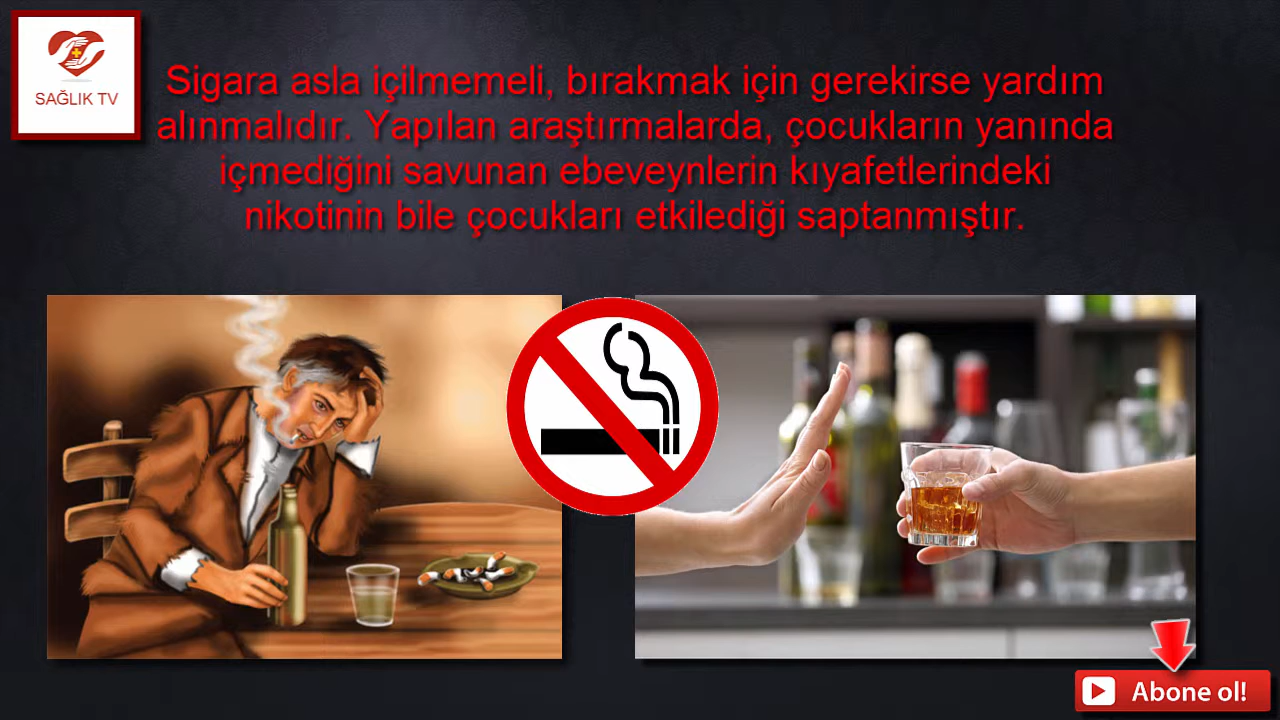 SAĞLIK TV
Sigara asla içilmemeli, bırakmak için gerekirse yardım
alınmalıdır. Yapılan araştırmalarda, çocukların yanında
içmediğini savunan ebeveynlerin kıyafetlerindeki
nikotinin bile çocukları etkilediği saptanmıştır.
Abone ol!